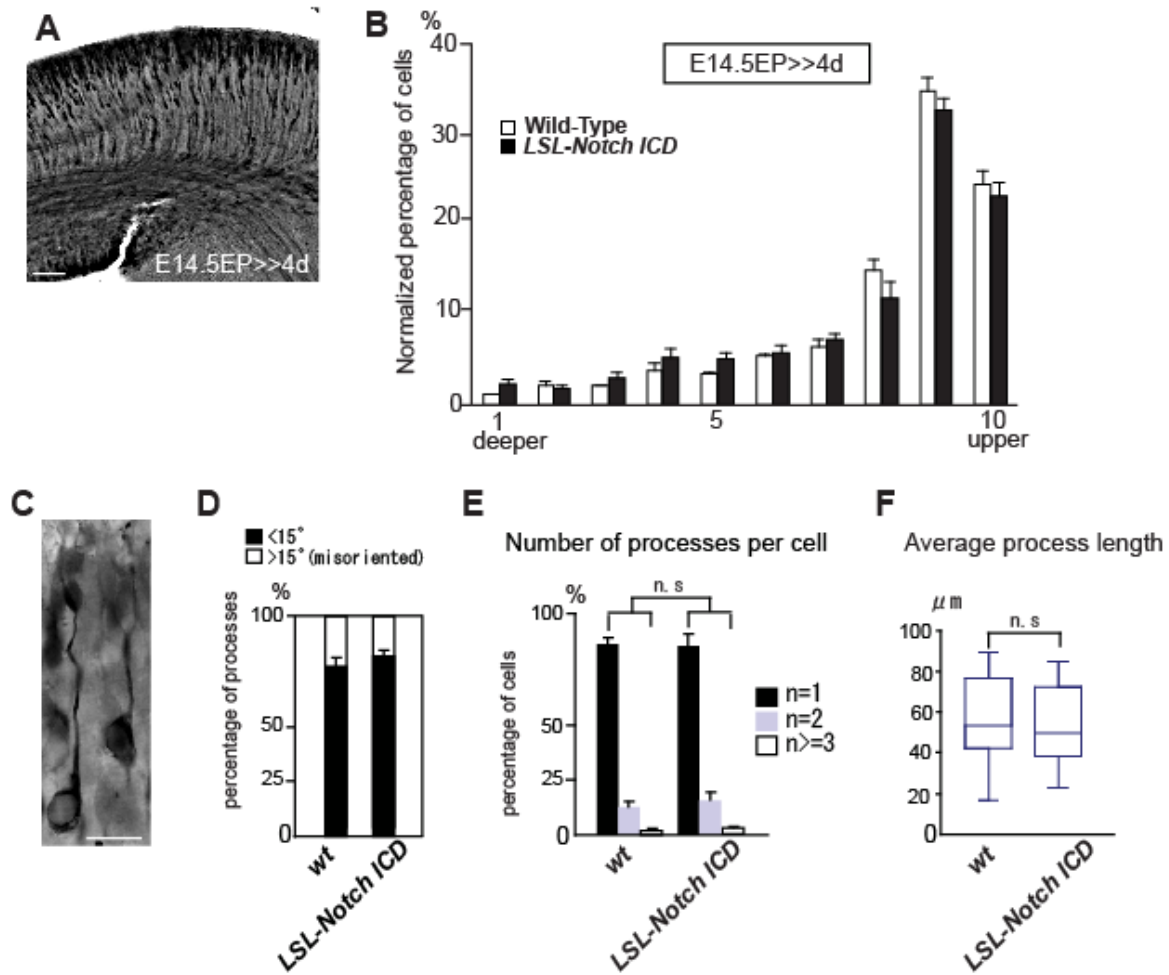 A
E14.5EP>>4d
B
%
E14.5EP>>4d
Wild-Type
LSL-Notch ICD
Normalized percentage of cells
40
30
20
10
0
1
5
10
deeper
upper
C
D
<15°
>15° (misoriented)
%
percentage of processes
100
50
25
0
wt
LSL-Notch ICD
E
Number of processes per cell
%
n. s
percentage of cells
100
50
25
0
n=1
n=2
n>=3
wt
LSL-Notch ICD
F
Average process length
μm
n. s
100
80
60
40
20
0
wt
LSL-Notch ICD